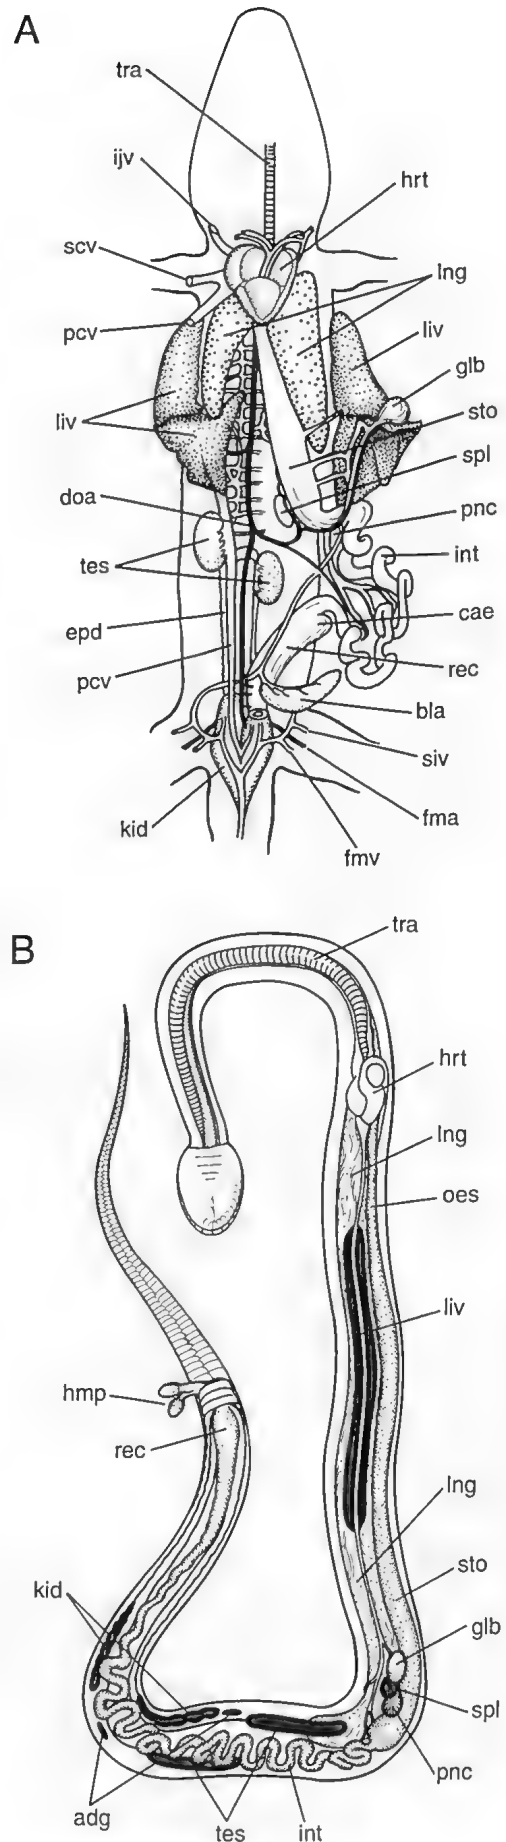 A
tra
ijv
hrt
scv
lng
pcv
liv
glb
liv
sto
spl
doa
pnc
tes
int
epd
cae
pcv
rec
bla
siv
fma
kid
fmv
B
tra
hrt
lng
oes
liv
hmp
rec
lng
sto
kid
glb
spl
pnc
adg
tes
int